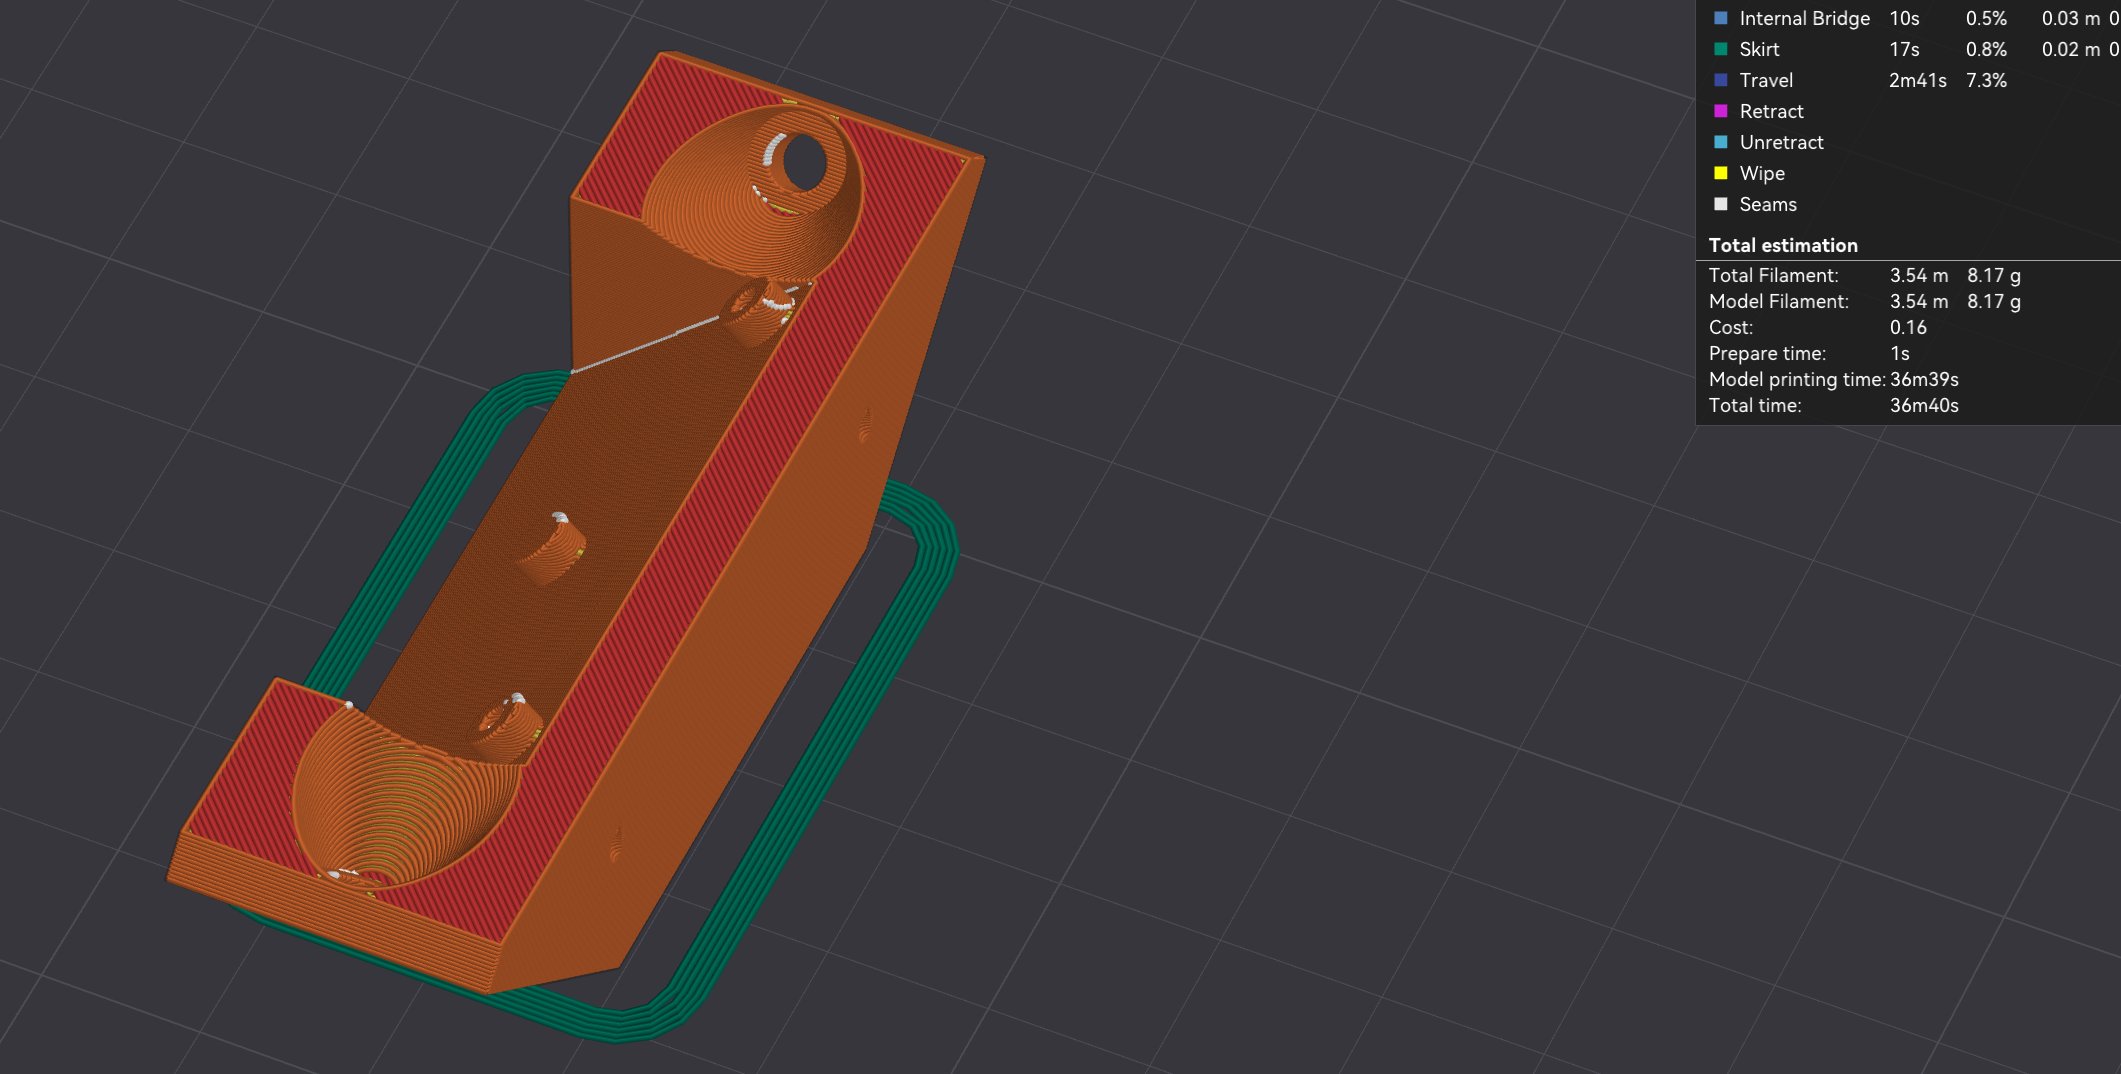 Internal Bridge 10s 0.5% 0.03 m 0
Skirt 17s 0.8% 0.02 m 0
Travel 2m41s 7.3%
Retract
Unretract
Wipe
Seams
Total estimation
Total Filament: 3.54 m 8.17 g
Model Filament: 3.54 m 8.17 g
Cost: 0.16
Prepare time: 1s
Model printing time: 36m39s
Total time: 36m40s